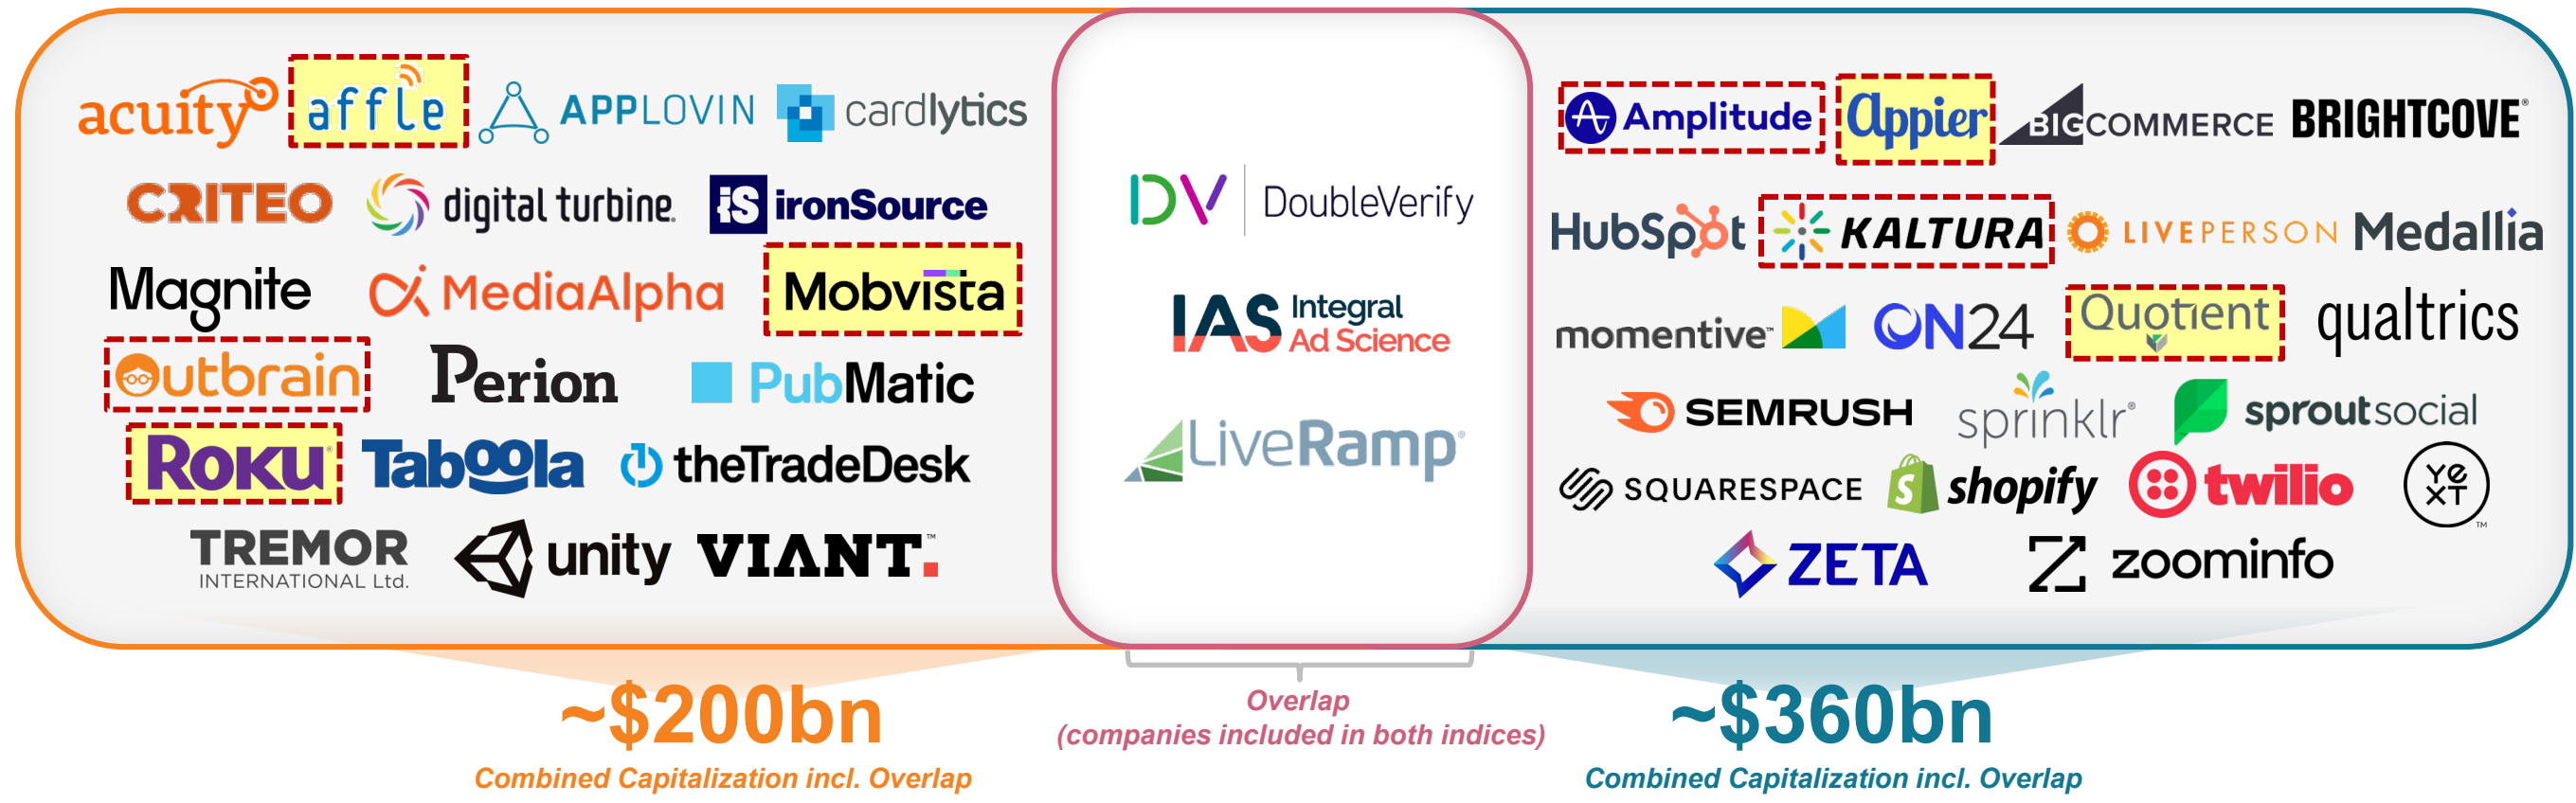 acuity
affle
APPLOVIN
cardlytics
CRITEO
digital turbine.
iS ironSource
Magnite
MediaAlpha
Mobvista
Outbrain
Perion
PubMatic
ROKU®
Taboola
theTradeDesk
TREMOR
INTERNATIONAL Ltd.
unity
VIANT.™
DV DoubleVerify
IAS Integral
Ad Science
LiveRamp®
Amplitude
Appier
BIGCOMMERCE
BRIGHTCOVE®
HubSpot
KALTURA
LIVEPERSON
Medallia
momentive™
ON24
Quotient
qualtrics
SEMRUSH
sprinklr®
sproutsocial
SQUARESPACE
S shopify
twilio
YEXT™
ZETA
Z zoominfo
~$200bn
Combined Capitalization incl. Overlap
Overlap
(companies included in both indices)
~$360bn
Combined Capitalization incl. Overlap